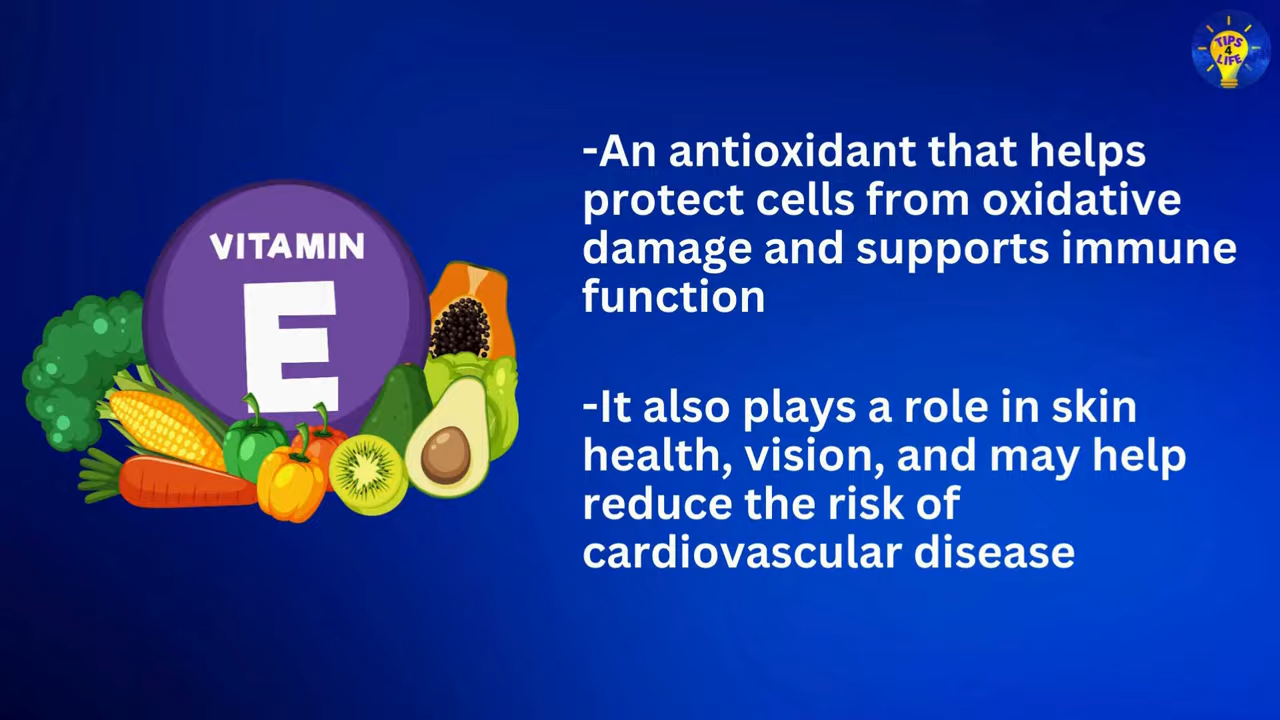 TIPS
4
LIFE
VITAMIN
E
-An antioxidant that helps
protect cells from oxidative
damage and supports immune
function
-It also plays a role in skin
health, vision, and may help
reduce the risk of
cardiovascular disease